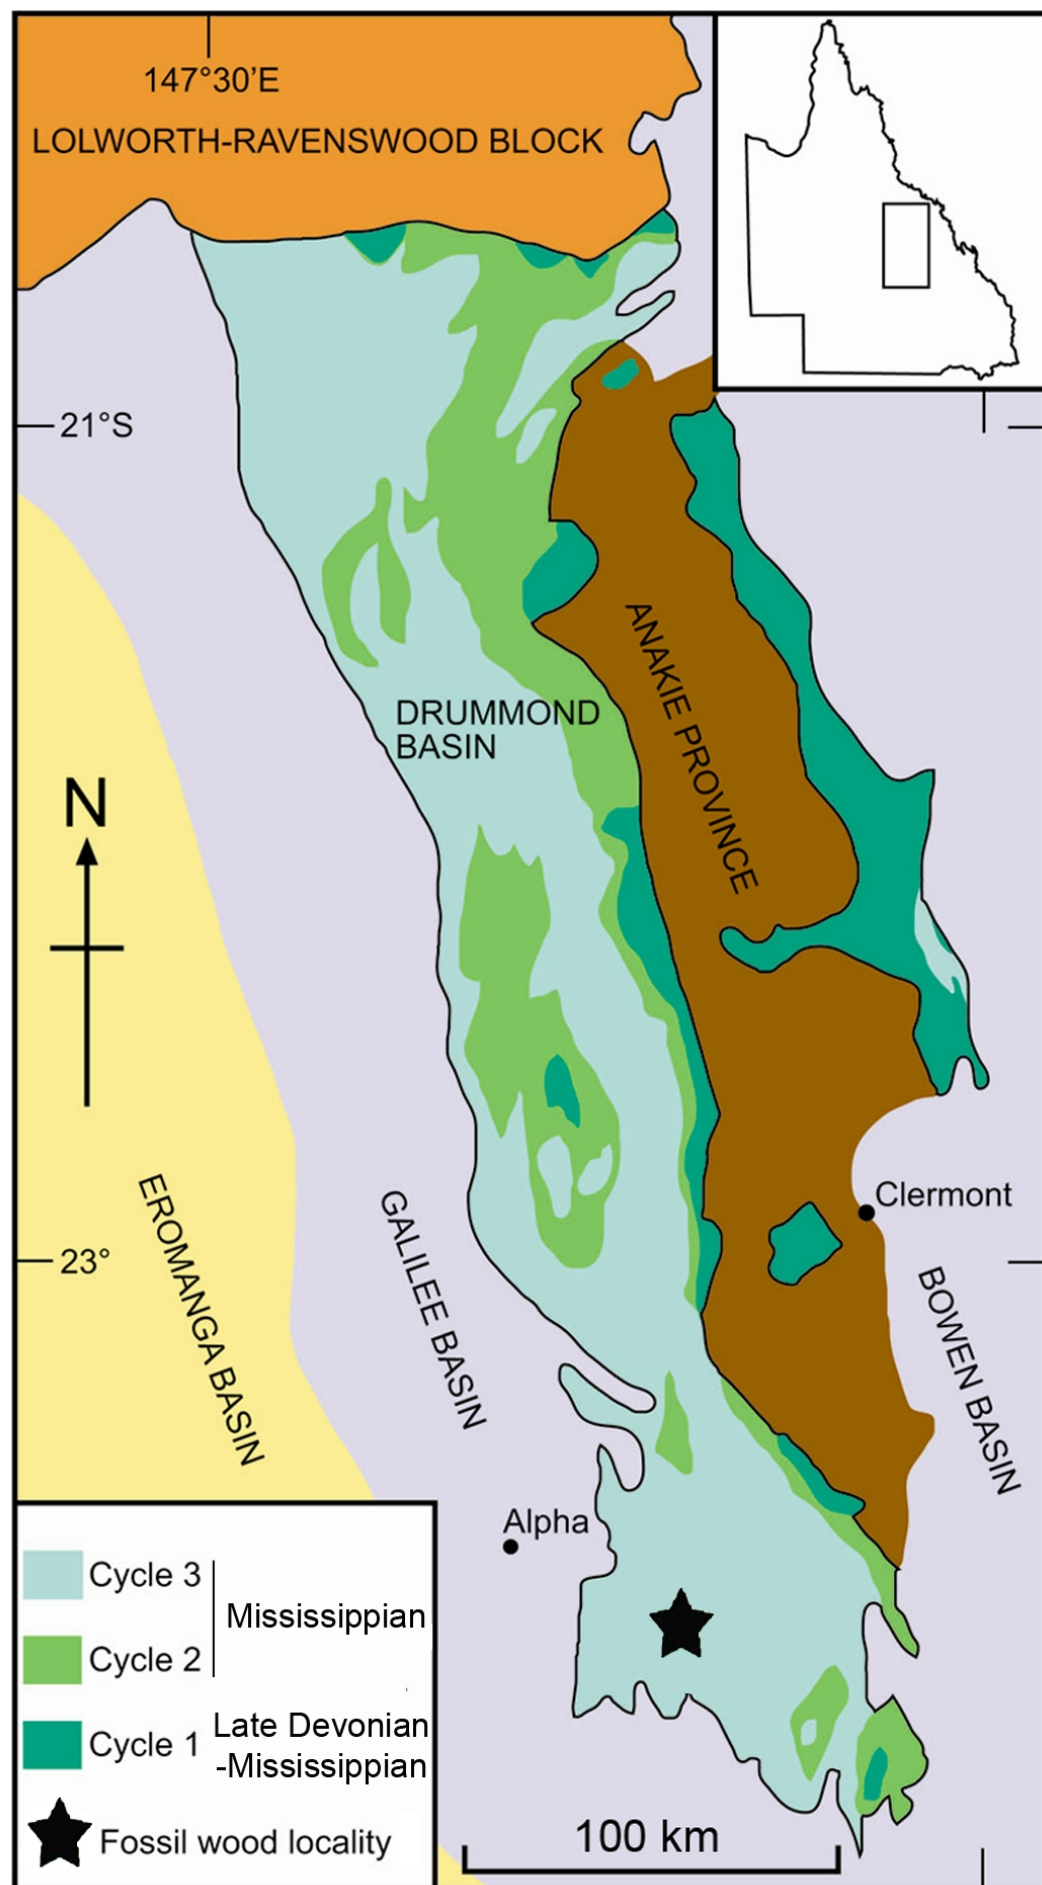 147°30’E
LOLWORTH-RAVENSWOOD BLOCK
21°S
ANAKIE PROVINCE
DRUMMOND
BASIN
N
EROMANGA BASIN
GALILEE BASIN
Clermont
23°
BOWEN BASIN
Alpha
Cycle 3
Mississippian
Cycle 2
Cycle 1
Late Devonian
-Mississippian
Fossil wood locality
100 km